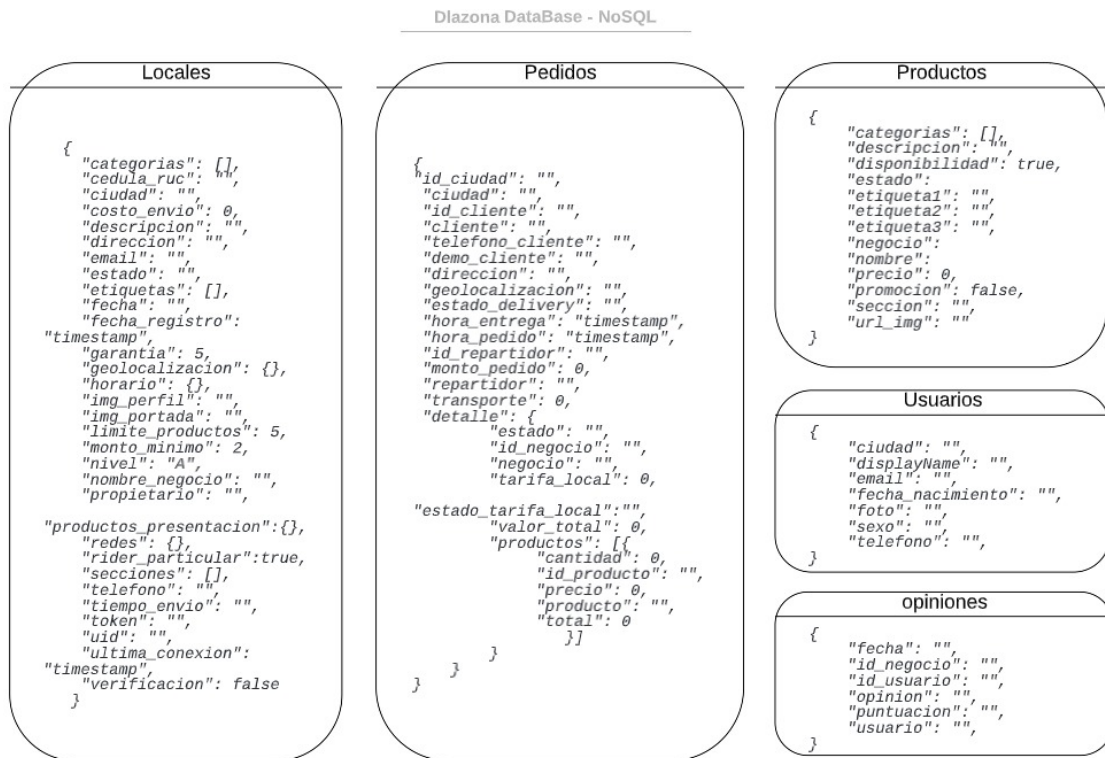 Dlazona DataBase - NoSQL
Locales
{
"categorias": [],
"cedula_ruc": "",
"ciudad": "",
"costo_envio": 0,
"descripcion": "",
"direccion": "",
"email": "",
"estado": "",
"etiquetas": [],
"fecha": "",
"fecha_registro":
"timestamp",
"garantia": 5,
"geolocalizacion": {},
"horario": {},
"img_perfil": "",
"img_portada": "",
"limite_productos": 5,
"monto_minimo": 2,
"nivel": "A",
"nombre_negocio": "",
"propietario": "",
"productos_presentacion":{},
"redes": {},
"rider_particular":true,
"secciones": [],
"telefono": "",
"tiempo_envio": "",
"token": "",
"uid": "",
"ultima_conexion":
"timestamp",
"verificacion": false
}
Pedidos
{
"id_ciudad": "",
"ciudad": "",
"id_cliente": "",
"cliente": "",
"telefono_cliente": "",
"demo_cliente": "",
"direccion": "",
"geolocalizacion": "",
"estado_delivery": "",
"hora_entrega": "timestamp",
"hora_pedido": "timestamp",
"id_repartidor": "",
"monto_pedido": 0,
"repartidor": "",
"transporte": 0,
"detalle": {
"estado": "",
"id_negocio": "",
"negocio": "",
"tarifa_local": 0,
"estado_tarifa_local":"",
"valor_total": 0,
"productos": [{
"cantidad": 0,
"id_producto": "",
"precio": 0,
"producto": "",
"total": 0
}]
}
}
}
Productos
{
"categorias": [],
"descripcion": "",
"disponibilidad": true,
"estado":
"etiqueta1": "",
"etiqueta2": "",
"etiqueta3": "",
"negocio":
"nombre":
"precio": 0,
"promocion": false,
"seccion": "",
"url_img": ""
}
Usuarios
{
"ciudad": "",
"displayName": "",
"email": "",
"fecha_nacimiento": "",
"foto": "",
"sexo": "",
"telefono": "",
}
opiniones
{
"fecha": "",
"id_negocio": "",
"id_usuario": "",
"opinion": "",
"puntuacion": "",
"usuario": "",
}